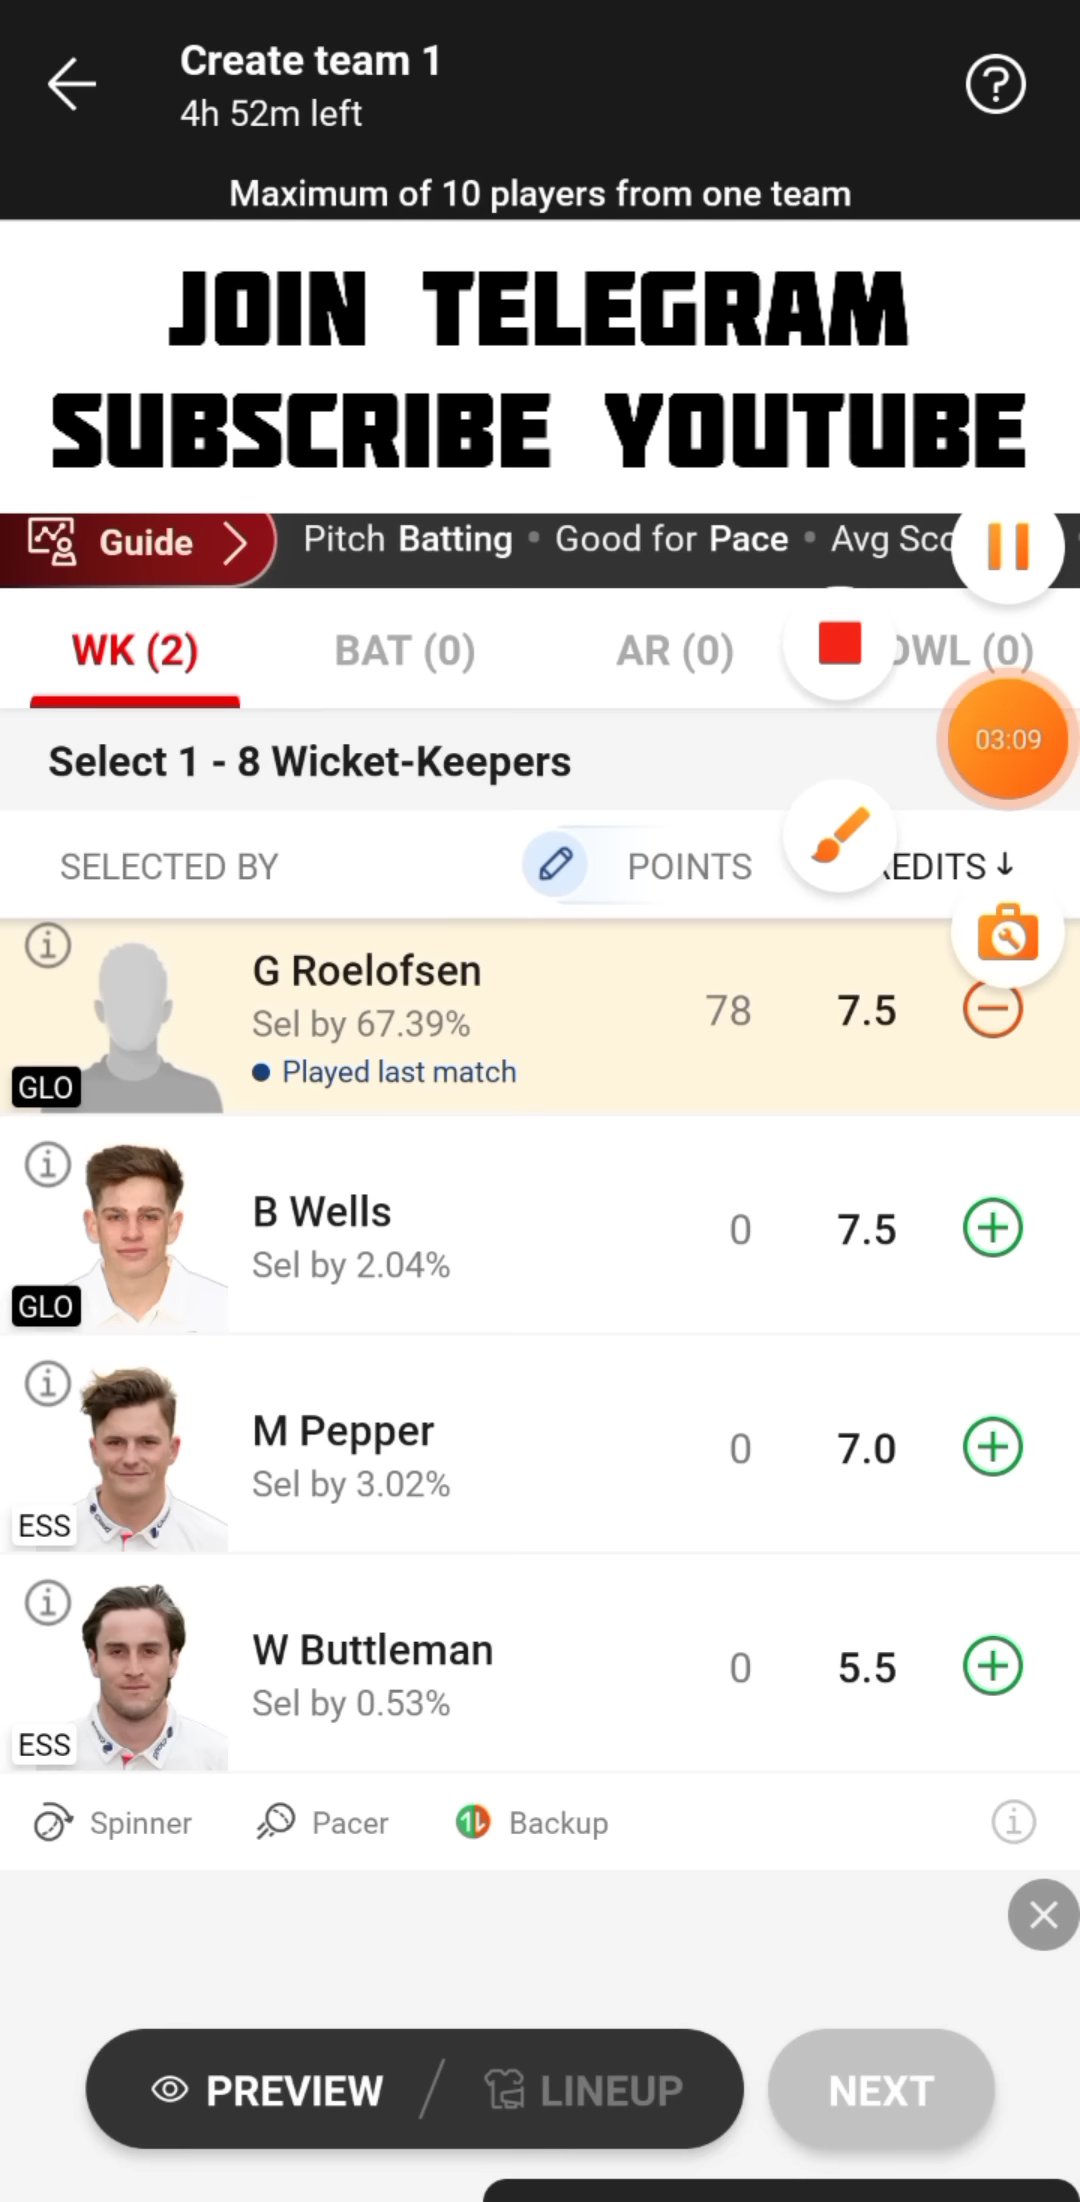 Create team 1
4h 52m left
Maximum of 10 players from one team
JOIN TELEGRAM
SUBSCRIBE YOUTUBE
Guide Pitch Batting • Good for Pace • Avg
WK (2) BAT (0) AR (0) (0)
03:09
Select 1 - 8 Wicket-Keepers
SELECTED BY POINTS
G Roelofsen
Sel by 67.39%
78 7.5
Played last match
GLO
B Wells
Sel by 2.04%
0 7.5
GLO
M Pepper
Sel by 3.02%
0 7.0
ESS
W Buttleman
Sel by 0.53%
0 5.5
ESS
Spinner Pacer Backup
PREVIEW / LINEUP NEXT